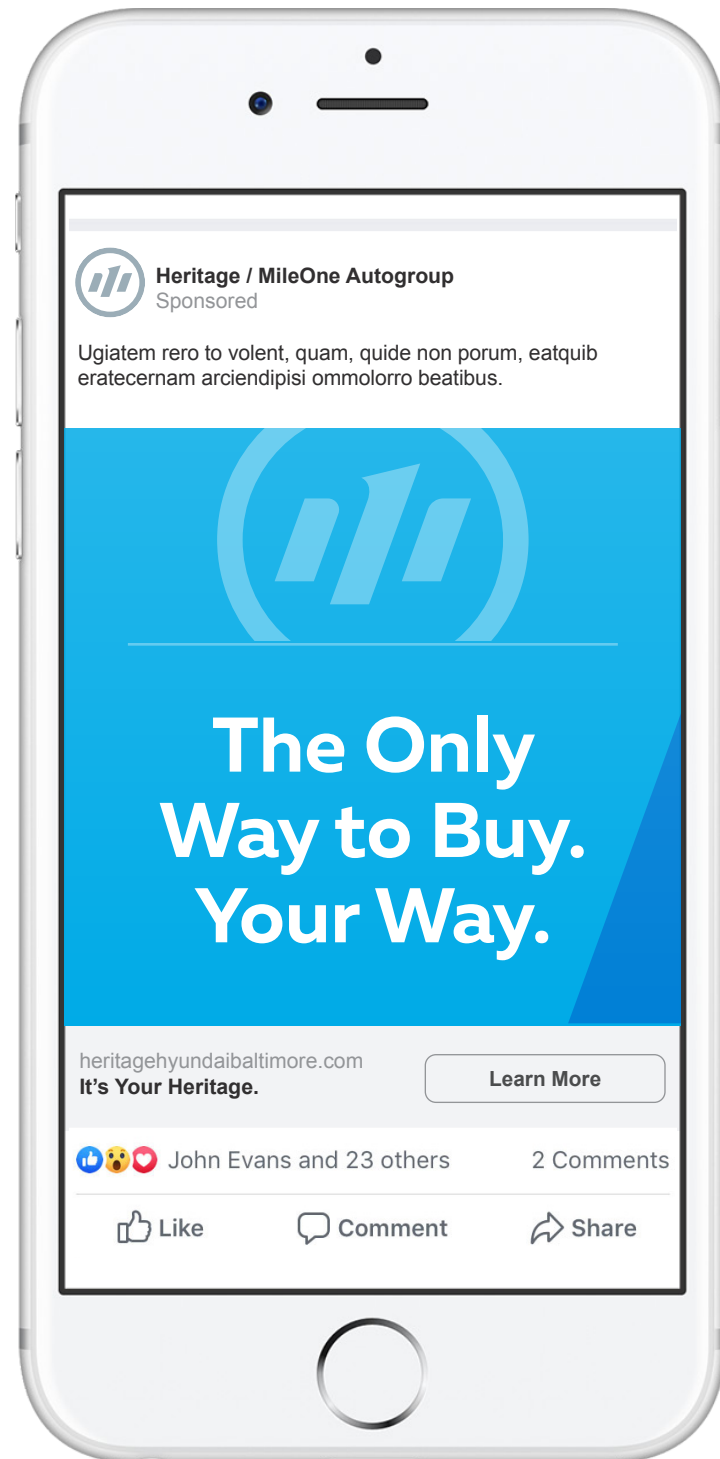 Heritage / MileOne Autogroup
Sponsored
Ugiatem rero to volent, quam, quide non porum, eatquib
eratecernam arciendipisi ommolorro beatibus.
The Only
Way to Buy.
Your Way.
heritagehyundaibaltimore.com
It’s Your Heritage.
Learn More
John Evans and 23 others
2 Comments
Like
Comment
Share